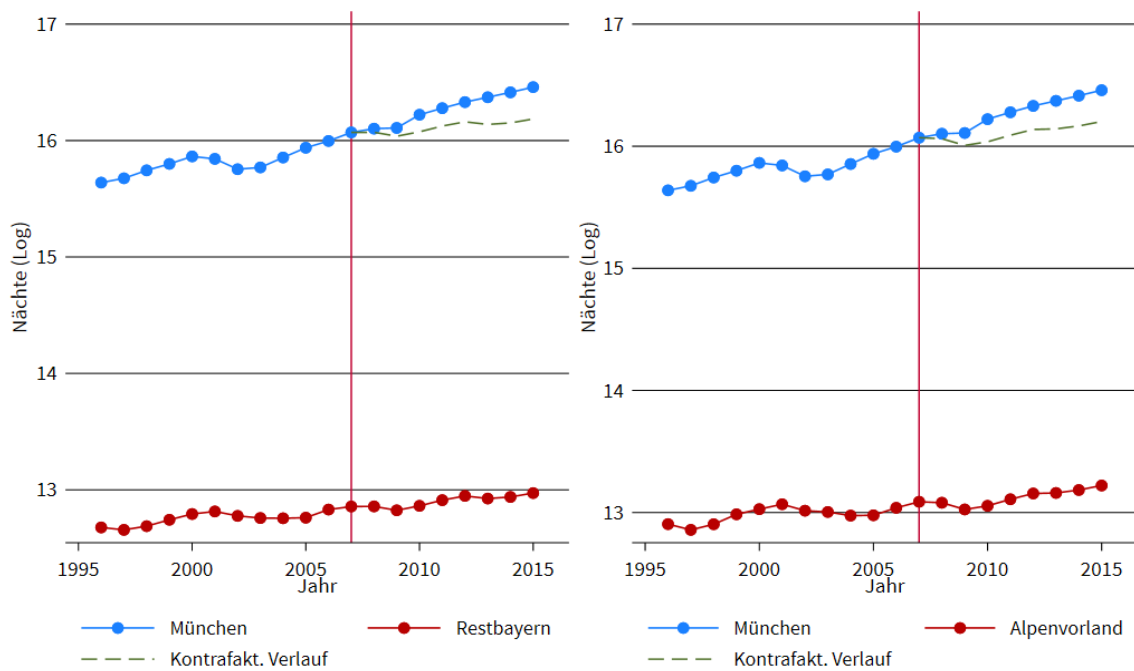 17
16
15
14
13
Nächte (Log)
1995 2000 2005 2010 2015
Jahr
München Restbayern
Kontrafakt. Verlauf
17
16
15
14
13
Nächte (Log)
1995 2000 2005 2010 2015
Jahr
München Alpenvorland
Kontrafakt. Verlauf